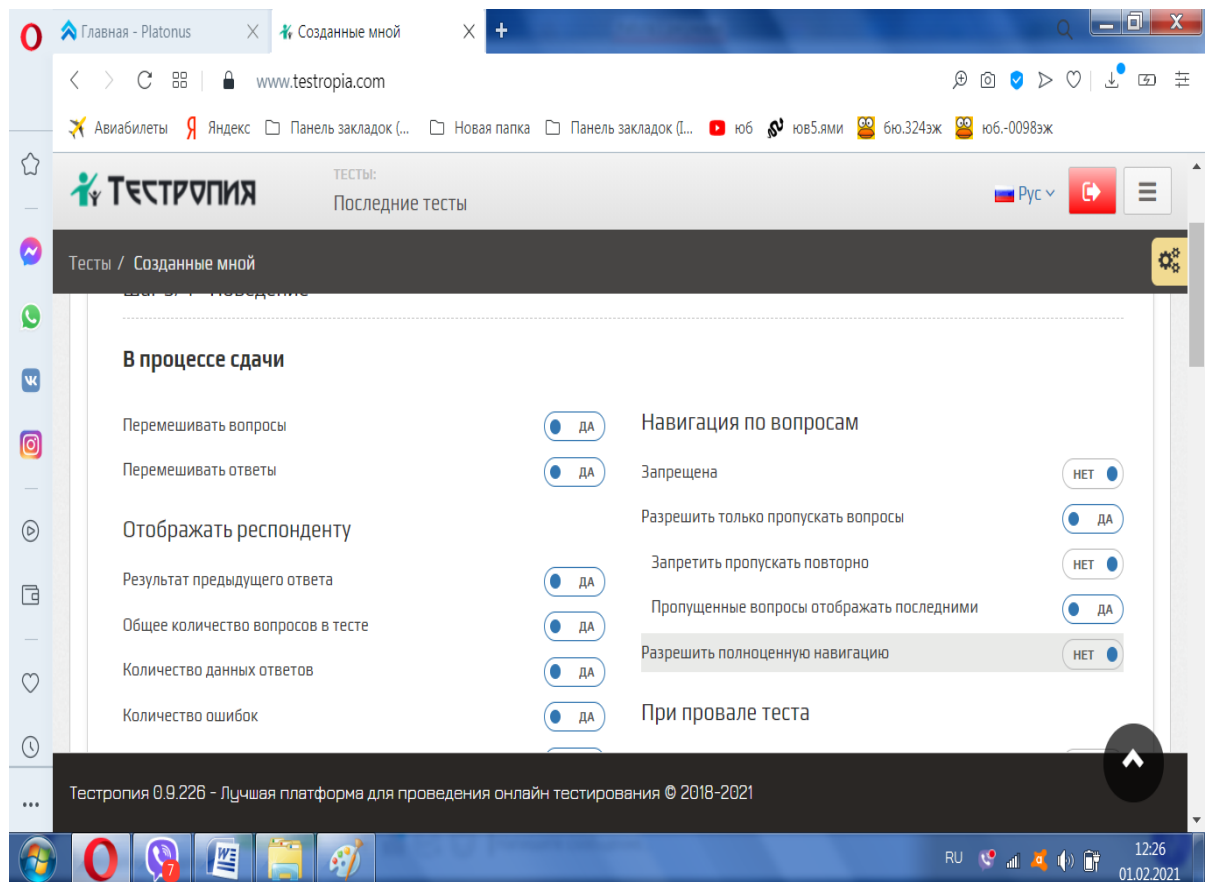 Главная - Platonus
Созданные мной
www.testropia.com
Авиабилеты Яндекс Панель закладок (... Новая папка Панель закладок (I... юб юв5.ями бю.324эж юб.-0098эж
ТЕСТРОПИЯ
ТЕСТЫ:
Последние тесты
Рус
Тесты / Созданные мной
В процессе сдачи
Перемешивать вопросы ДА
Перемешивать ответы ДА
Отображать респонденту
Результат предыдущего ответа ДА
Общее количество вопросов в тесте ДА
Количество данных ответов ДА
Количество ошибок ДА
Навигация по вопросам
Запрещена НЕТ
Разрешить только пропускать вопросы ДА
Запретить пропускать повторно НЕТ
Пропущенные вопросы отображать последними ДА
Разрешить полноценную навигацию НЕТ
При провале теста
Тестропия 0.9.226 - Лучшая платформа для проведения онлайн тестирования © 2018-2021
7
RU
12:26
01.02.2021